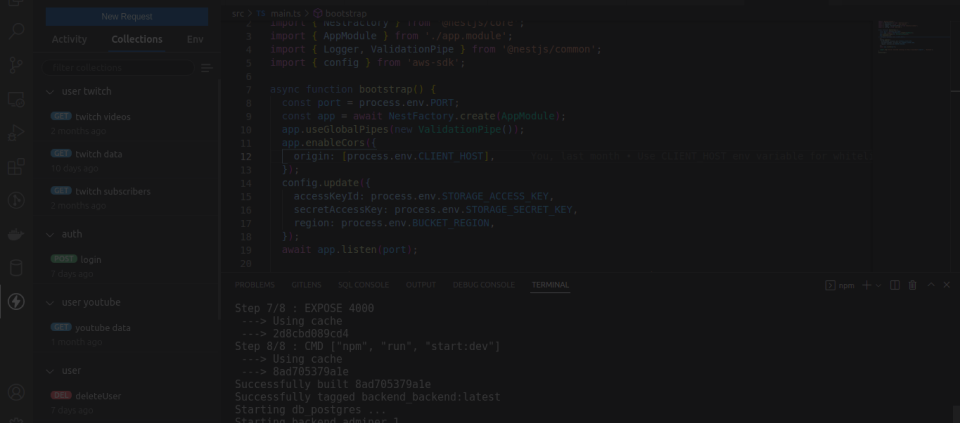 New Request
Activity Collections Env
Filter collections
user twitch
GET twitch videos
2 months ago
GET twitch data
16 days ago
GET twitch subscribers
2 months ago
auth
POST login
7 days ago
user youtube
GET youtube data
1 month ago
user
DEL deleteUser
7 days ago
src > TS main.ts > bootstrap
2 import { NestFactory } from '@nestjs/core';
3 import { AppModule } from './app.module';
4 import { Logger, ValidationPipe } from '@nestjs/common';
5 import { config } from 'aws-sdk';
6
7 async function bootstrap() {
8 const port = process.env.PORT;
9 const app = await NestFactory.create(AppModule);
10 app.useGlobalPipes(new ValidationPipe());
11 app.enableCors({
12 origin: [process.env.CLIENT_HOST], last month • Use CLIENT_HOST env variable for
13 });
14 config.update({
15 accessKeyId: process.env.STORAGE_ACCESS_KEY,
16 secretAccessKey: process.env.STORAGE_SECRET_KEY,
17 region: process.env.BUCKET_REGION,
18 });
19 await app.listen(port);
20
PROBLEMS GITLENS SQL CONSOLE OUTPUT DEBUG CONSOLE TERMINAL npm
Step 7/8 : EXPOSE 4000
---> Using cache
---> 2d8cbd089cd4
Step 8/8 : CMD ["npm", "run", "start:dev"]
---> Using cache
---> 8ad705379a1e
Successfully built 8ad705379a1e
Successfully tagged backend_backend:latest
Starting db_postgres ...
Starting backend_adminer_1